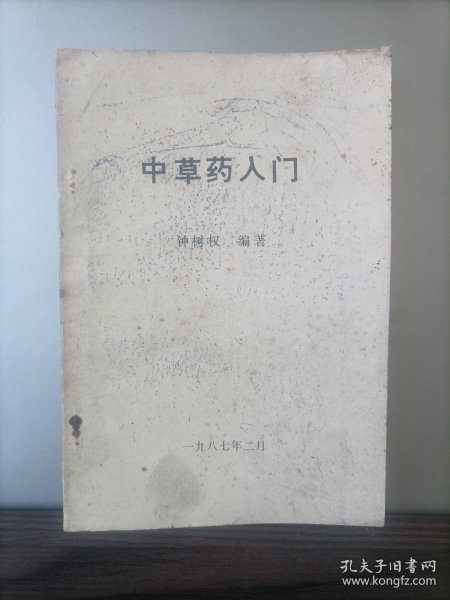 中草药人门
钟树权 编著
一九八七年二月
孔夫子旧书网
www.kongfz.com